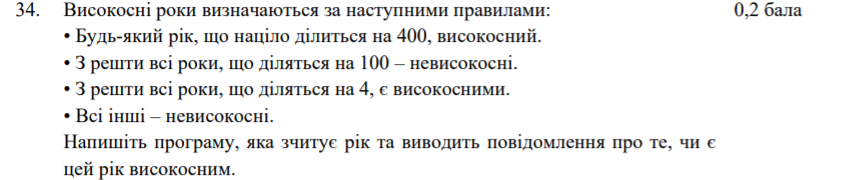 34. Високосні роки визначаються за наступними правилами: 0,2 бала
• Будь-який рік, що націло ділиться на 400, високосний.
• З решти всі роки, що діляться на 100 – невисокосні.
• З решти всі роки, що діляться на 4, є високосними.
• Всі інші – невисокосні.
Напишіть програму, яка зчитує рік та виводить повідомлення про те, чи є
цей рік високосним.